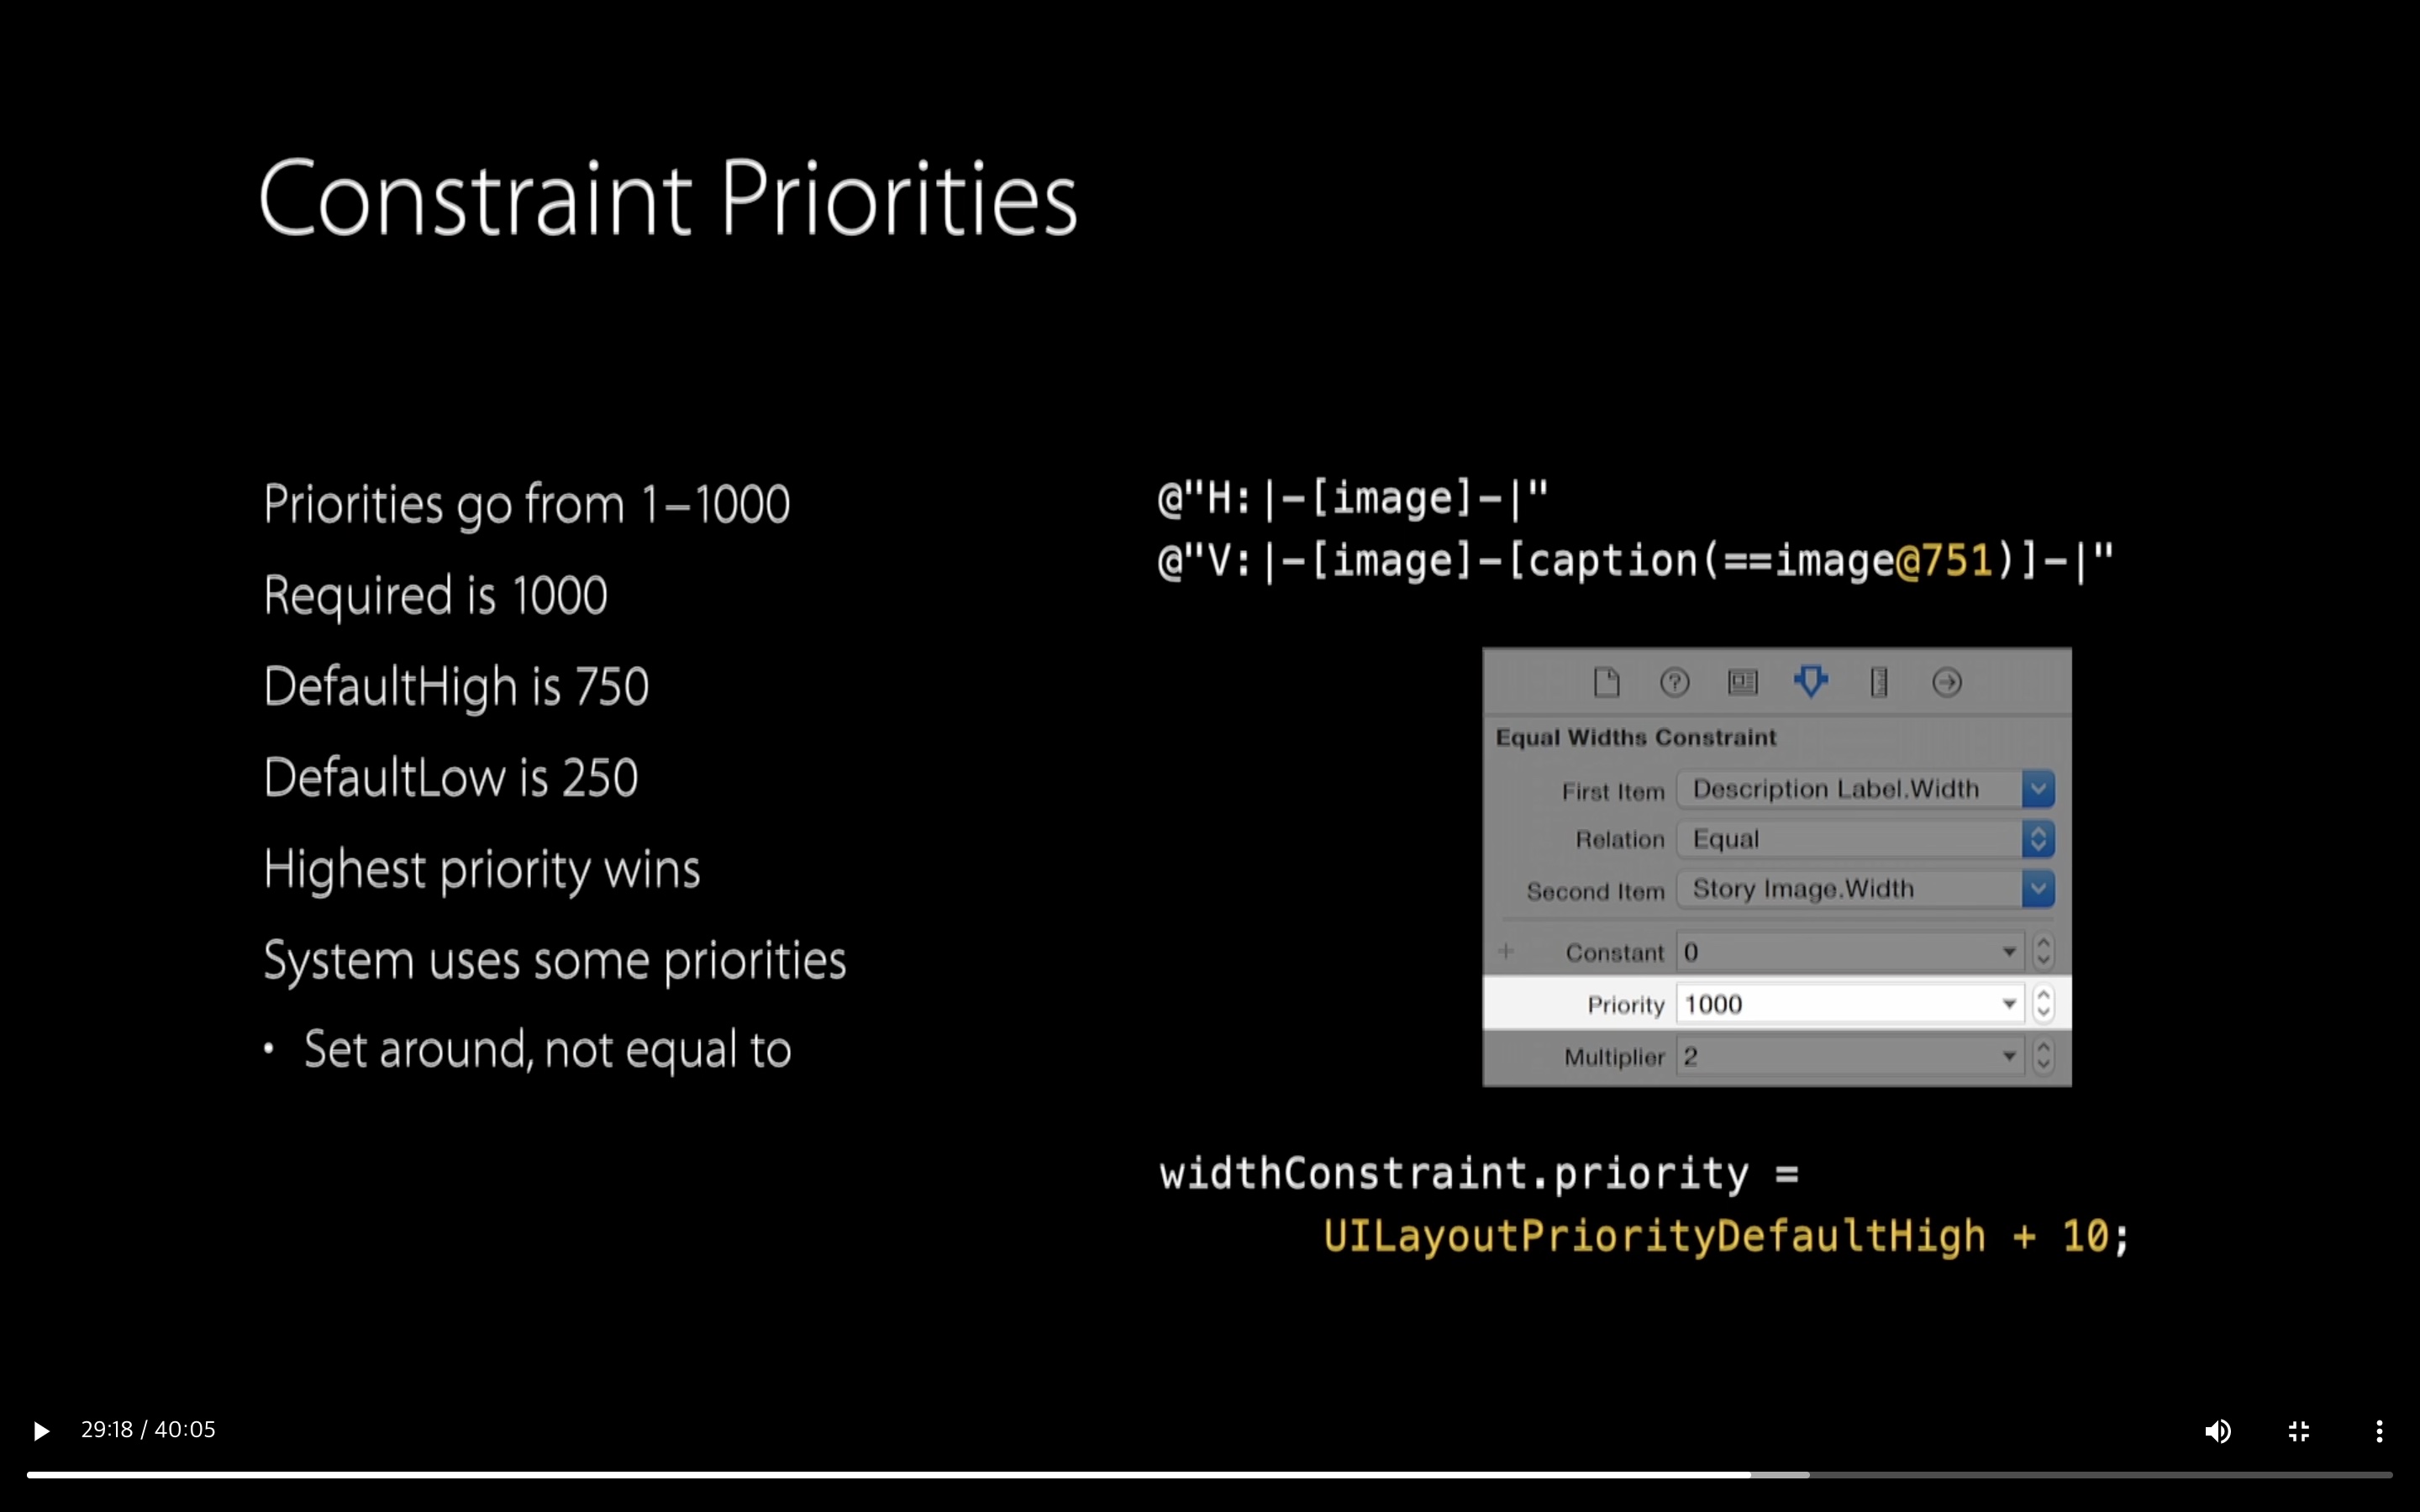 Constraint Priorities
Priorities go from 1–1000
Required is 1000
DefaultHigh is 750
DefaultLow is 250
Highest priority wins
System uses some priorities
• Set around, not equal to
@"H:|-[image]-|"
@"V:|-[image]-[caption(==image@751)]-|"
Equal Widths Constraint
First Item Description Label.Width
Relation Equal
Second Item Story Image.Width
+ Constant 0
Priority 1000
Multiplier 2
widthConstraint.priority =
UILayoutPriorityDefaultHigh + 10;
29:18 / 40:05